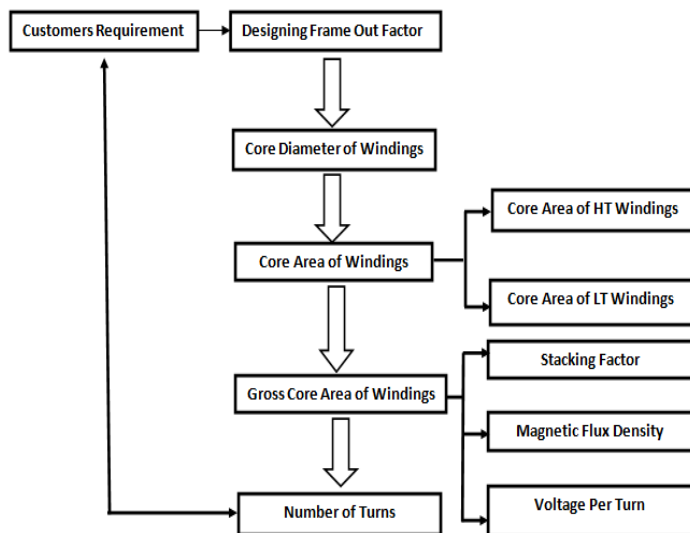 Customers Requirement
Designing Frame Out Factor
Core Diameter of Windings
Core Area of HT Windings
Core Area of Windings
Core Area of LT Windings
Stacking Factor
Gross Core Area of Windings
Magnetic Flux Density
Voltage Per Turn
Number of Turns